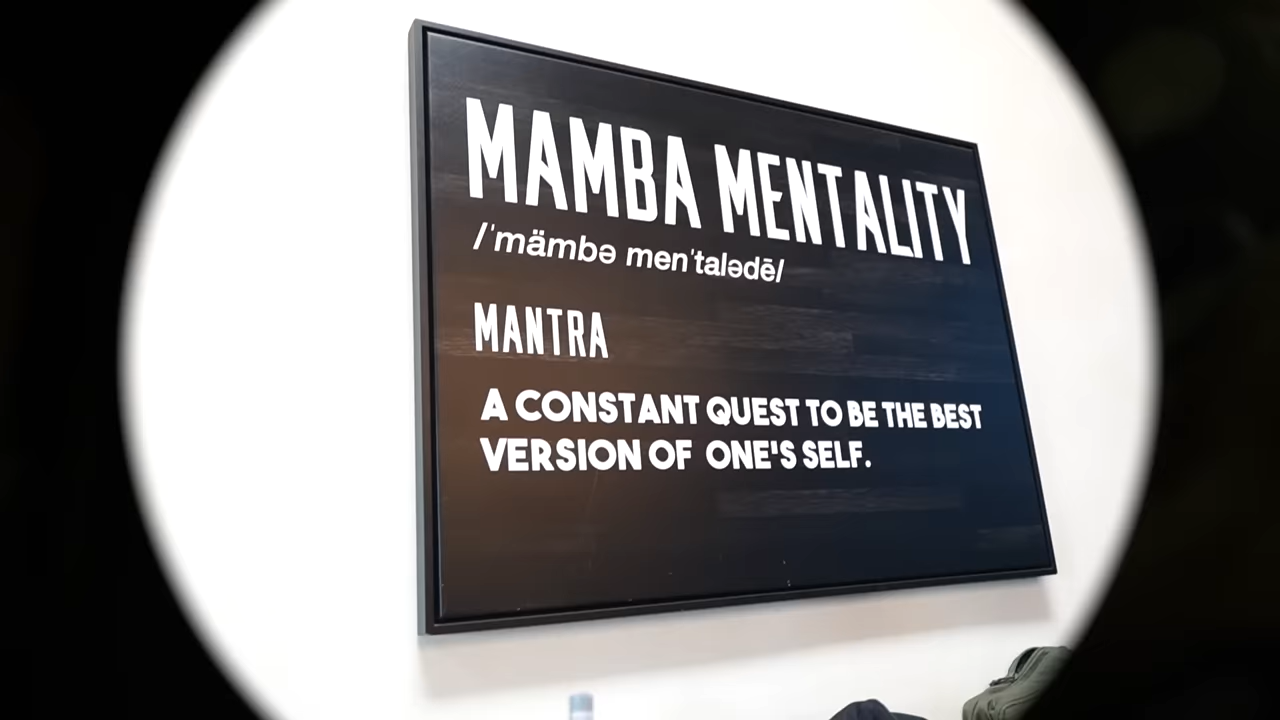 MAMBA MENTALITY
/ˈmämbə menˈtalədē/
MANTRA
A CONSTANT QUEST TO BE THE BEST
VERSION OF ONE'S SELF.